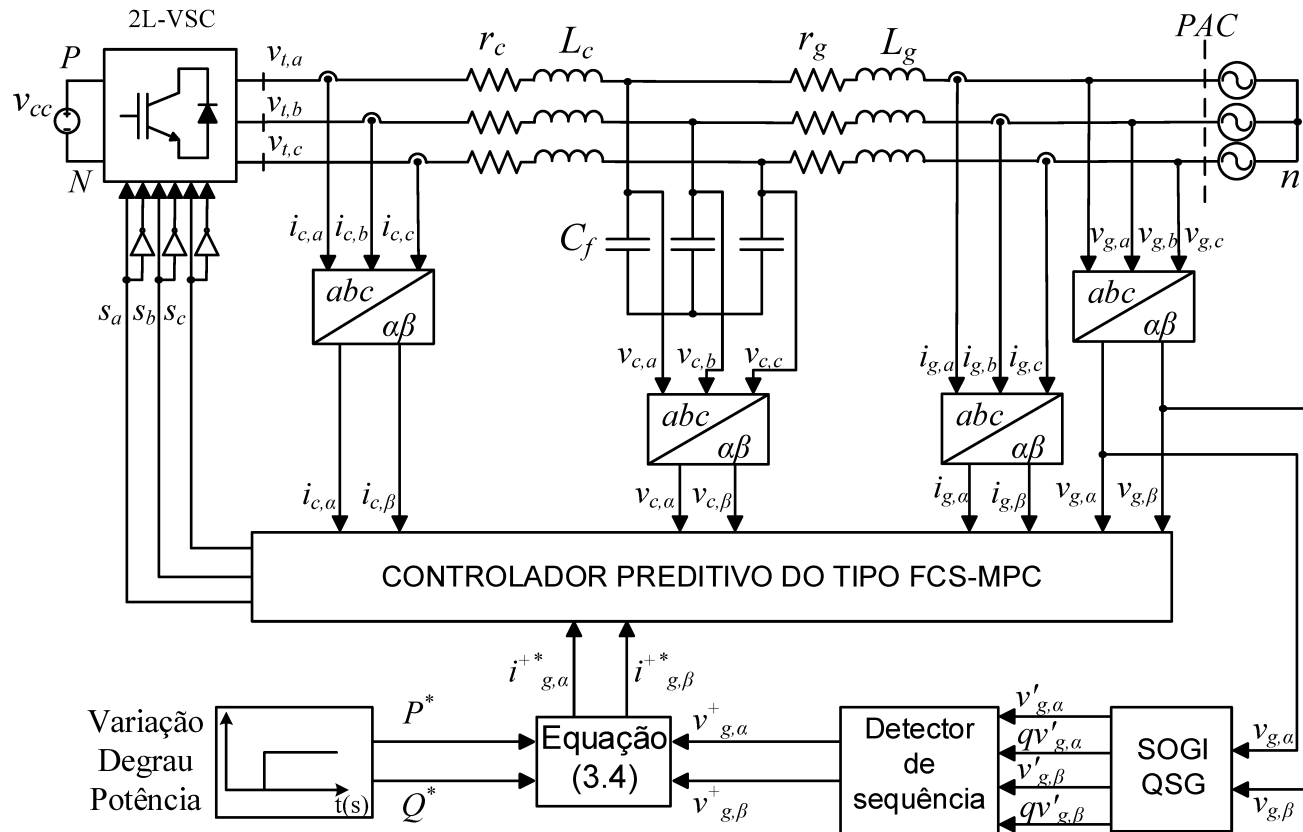 2L-VSC
P
v_cc
N
v_t,a
v_t,b
v_t,c
r_c
L_c
r_g
L_g
PAC
n
i_c,a i_c,b i_c,c
C_f
v_g,a v_g,b v_g,c
s_a s_b s_c
abc
αβ
abc
αβ
v_c,a v_c,b v_c,c
i_g,a i_g,b i_g,c
abc
αβ
abc
αβ
i_c,α i_c,β
v_c,α v_c,β
i_g,α i_g,β
v_g,α v_g,β
CONTROLADOR PREDITIVO DO TIPO FCS-MPC
i^+*_g,α i^+*_g,β
Variação
Degrau
Potência
t(s)
P^*
Q^*
Equação
(3.4)
v^+_g,α
v^+_g,β
Detector
de
sequência
v'_g,α
qv'_g,α
v'_g,β
qv'_g,β
SOGI
QSG
v_g,α
v_g,β